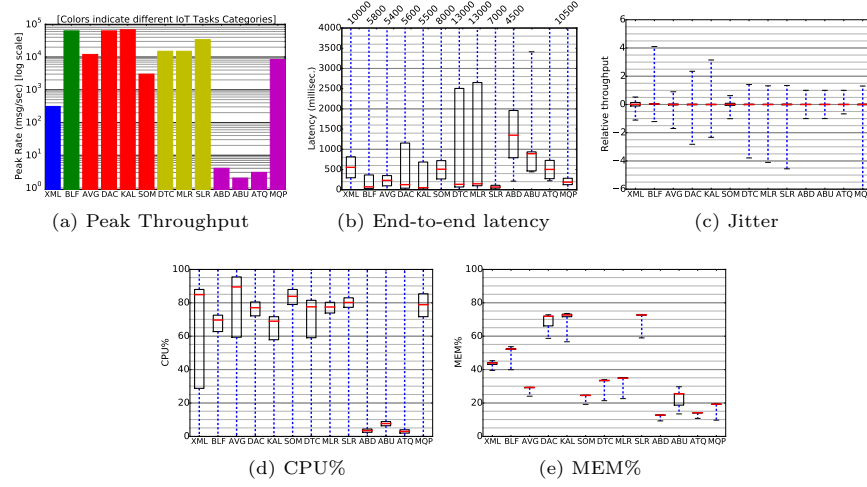 [Colors indicate different IoT Tasks Categories]
Peak Rate (msg/sec) [log scale]
10^5
10^4
10^3
10^2
10^1
10^0
XML BLF AVG DAC KAL SOM DTC MLR SLR ABD ABU ATQ MQP
(a) Peak Throughput
10000 5800 5400 5600 5500 8000 13000 13000 7000 4500 10500
Latency (millisec.)
4000
3500
3000
2500
2000
1500
1000
500
0
XML BLF AVG DAC KAL SOM DTC MLR SLR ABD ABU ATQ MQP
(b) End-to-end latency
Relative throughput
6
4
2
0
−2
−4
−6
XML BLF AVG DAC KAL SOM DTC MLR SLR ABD ABU ATQ MQP
(c) Jitter
CPU%
100
80
60
40
20
0
XML BLF AVG DAC KAL SOM DTC MLR SLR ABD ABU ATQ MQP
(d) CPU%
MEM%
100
80
60
40
20
0
XML BLF AVG DAC KAL SOM DTC MLR SLR ABD ABU ATQ MQP
(e) MEM%